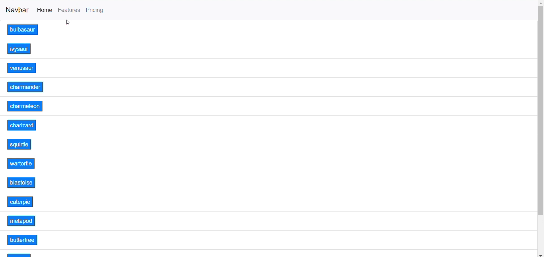 Navbar Home Features Pricing
bulbasaur
ivysaur
venusaur
charmander
charmeleon
charizard
squirtle
wartortle
blastoise
caterpie
metapod
butterfree